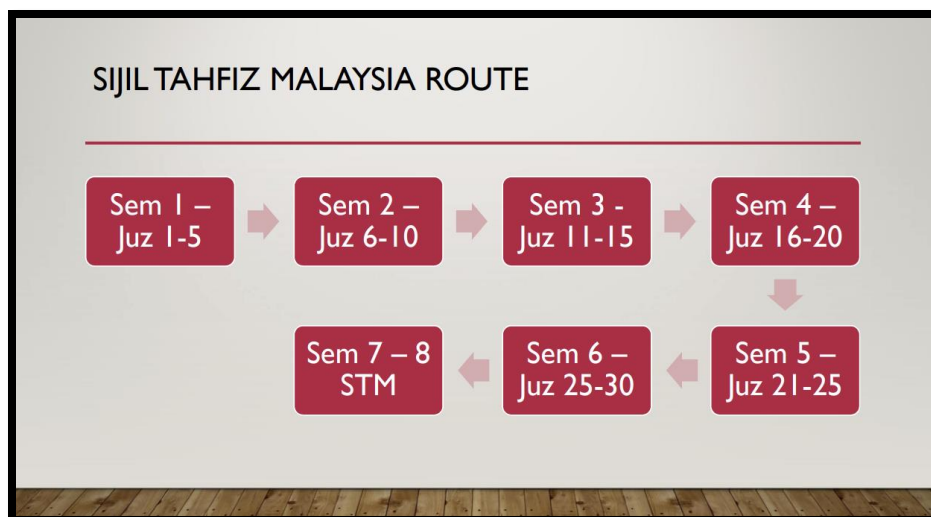 SIJIL TAHFIZ MALAYSIA ROUTE
Sem 1 –
Juz 1-5
Sem 2 –
Juz 6-10
Sem 3 -
Juz 11-15
Sem 4 –
Juz 16-20
Sem 5 –
Juz 21-25
Sem 6 –
Juz 25-30
Sem 7 – 8
STM